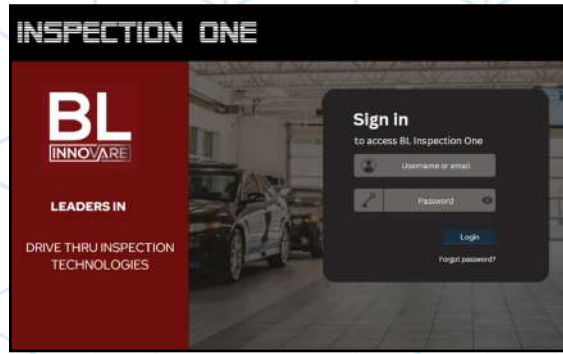 INSPECTION ONE
BL
INNOVARE
LEADERS IN
DRIVE THRU INSPECTION
TECHNOLOGIES
Sign in
to access BL Inspection One
Username or email
Password
Login
Forgot password?